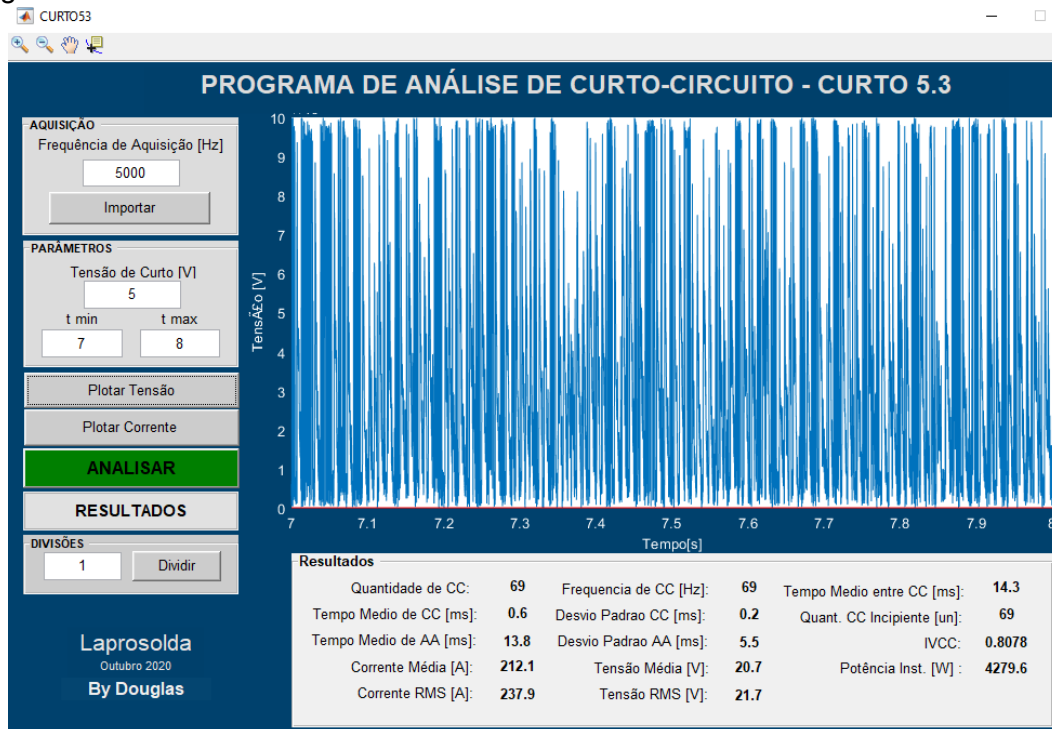 CURTO53
PROGRAMA DE ANÁLISE DE CURTO-CIRCUITO - CURTO 5.3
AQUISIÇÃO
Frequência de Aquisição [Hz]
5000
Importar
PARÂMETROS
Tensão de Curto [V]
5
t min t max
7 8
Plotar Tensão
Plotar Corrente
ANALISAR
RESULTADOS
DIVISÕES
1 Dividir
Laprosolda
Outubro 2020
By Douglas
10
9
8
7
6
5
4
3
2
1
0
TensÃ£o [V]
7 7.1 7.2 7.3 7.4 7.5 7.6 7.7 7.8 7.9
Tempo[s]
Resultados
Quantidade de CC: 69 Frequencia de CC [Hz]: 69 Tempo Medio entre CC [ms]: 14.3
Tempo Medio de CC [ms]: 0.6 Desvio Padrao CC [ms]: 0.2 Quant. CC Incipiente [un]: 69
Tempo Medio de AA [ms]: 13.8 Desvio Padrao AA [ms]: 5.5 IVCC: 0.8078
Corrente Média [A]: 212.1 Tensão Média [V]: 20.7 Potência Inst. [W] : 4279.6
Corrente RMS [A]: 237.9 Tensão RMS [V]: 21.7